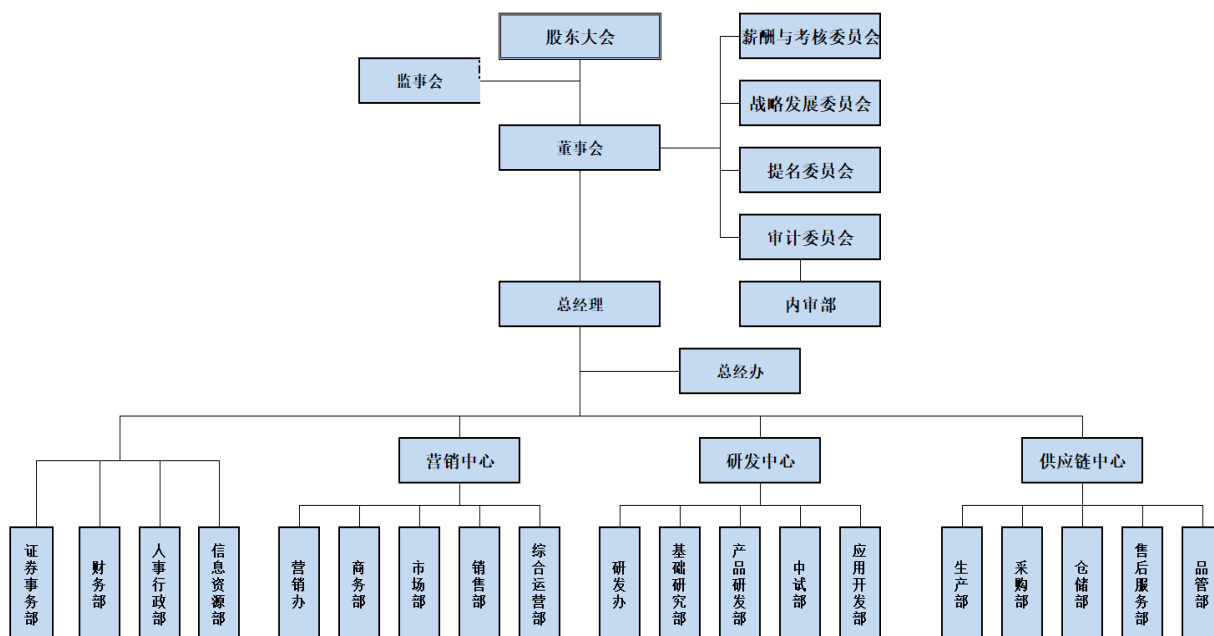 股东大会
薪酬与考核委员会
监事会
战略发展委员会
董事会
提名委员会
审计委员会
总经理
内审部
总经办
营销中心
研发中心
供应链中心
证券事务部
财务部
人事行政部
信息资源部
营销办
商务部
市场部
销售部
综合运营部
研发办
基础研究部
产品研发部
中试部
应用开发部
生产部
采购部
仓储部
售后服务部
品管部